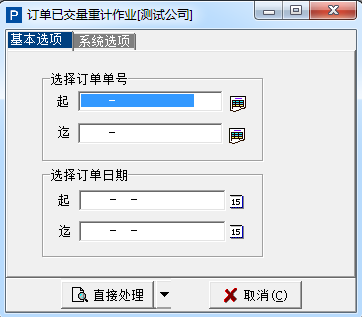 订单已交量重计作业[测试公司]
基本选项 系统选项
选择订单单号
起 -
迄 -
选择订单日期
起 - - 15
迄 - - 15
直接处理 取消(C)